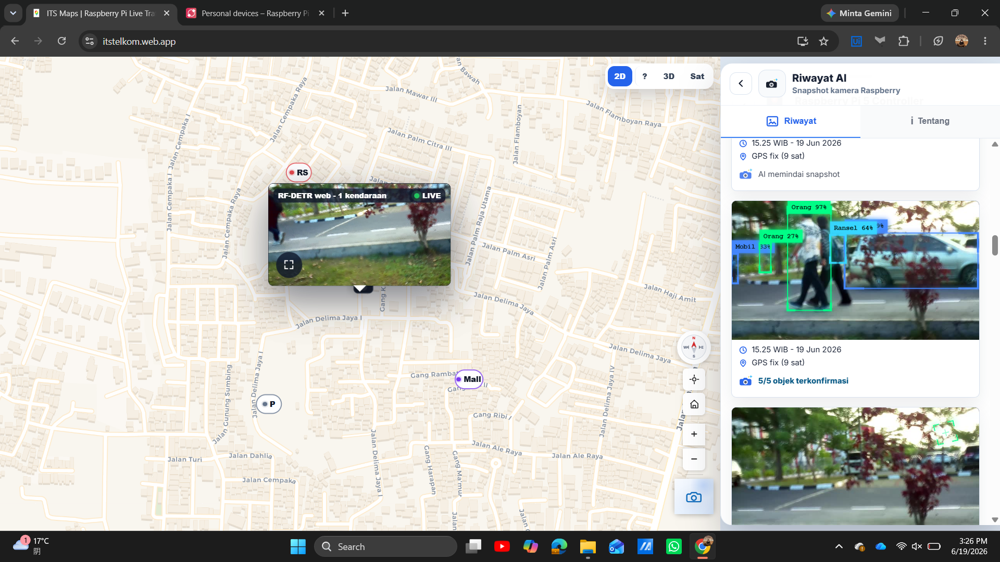 ITS Maps | Raspberry Pi Live Tra
Personal devices – Raspberry Pi
Minta Gemini
itstelkom.web.app
Jalan Mawar III
Jalan Cempaka Raya
Jalan Flamboyan
Jalan Flamboyan Raya
Jalan Cempaka I
Jalan Palm Citra III
Jalan Cempaka I
Jalan Cempaka Raya
Jalan Palm Raja Utama
Jalan Palm Asri
Jalan Palm Asri
Jalan Haji Amit
Jalan Delima Jaya
Jalan Delima Jaya I
Jalan Delima Jaya
Jalan Delima Jaya I
Jalan Delima Jaya IV
Jalan Gunung Sumbing
Gang Ribi I
Jalan Ale Raya
Jalan Ale Raya
Jalan Turi
Jalan Dahlia
Jalan Cempaka
Jalan Delima Jaya I
Gang Harapan
Gang Ma'mur
RS
Mall
P
RF-DETR web - 1 kendaraan
LIVE
2D
?
3D
Sat
N
W
E
S
+
−
Riwayat AI
Snapshot kamera Raspberry
Raspberry Pi 5 Controller
Riwayat
i Tentang
15.25 WIB - 19 Jun 2026
GPS fix (9 sat)
AI memindai snapshot
Orang 97%
Ransel 64%
9%
Orang 27%
Mobil 33%
15.25 WIB - 19 Jun 2026
GPS fix (9 sat)
5/5 objek terkonfirmasi
1
17°C
阴
Search
3:26 PM
6/19/2026